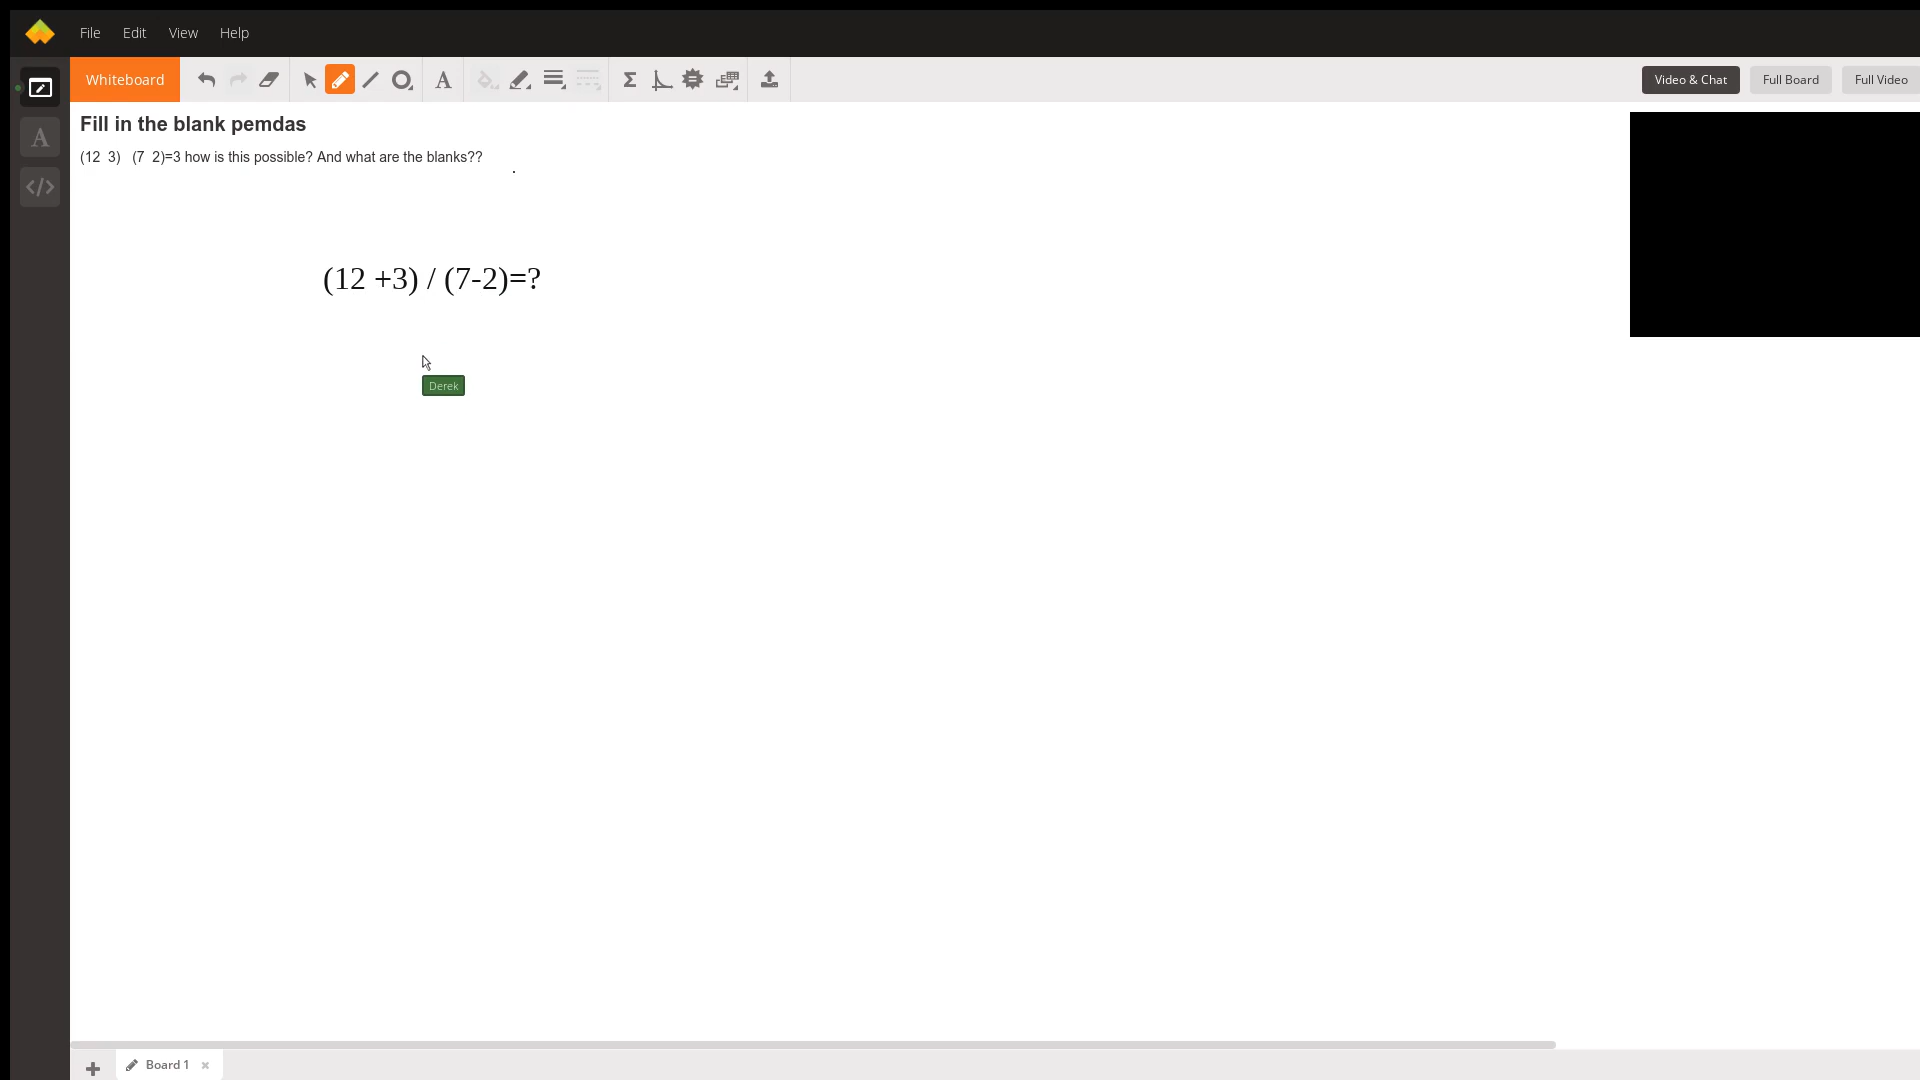 File Edit View Help
Whiteboard A Σ Video & Chat Full Board Full Video
A
</>
Fill in the blank pemdas
(12  3)   (7  2)=3 how is this possible? And what are the blanks??
.
(12 +3) / (7-2)=?
Derek
Board 1